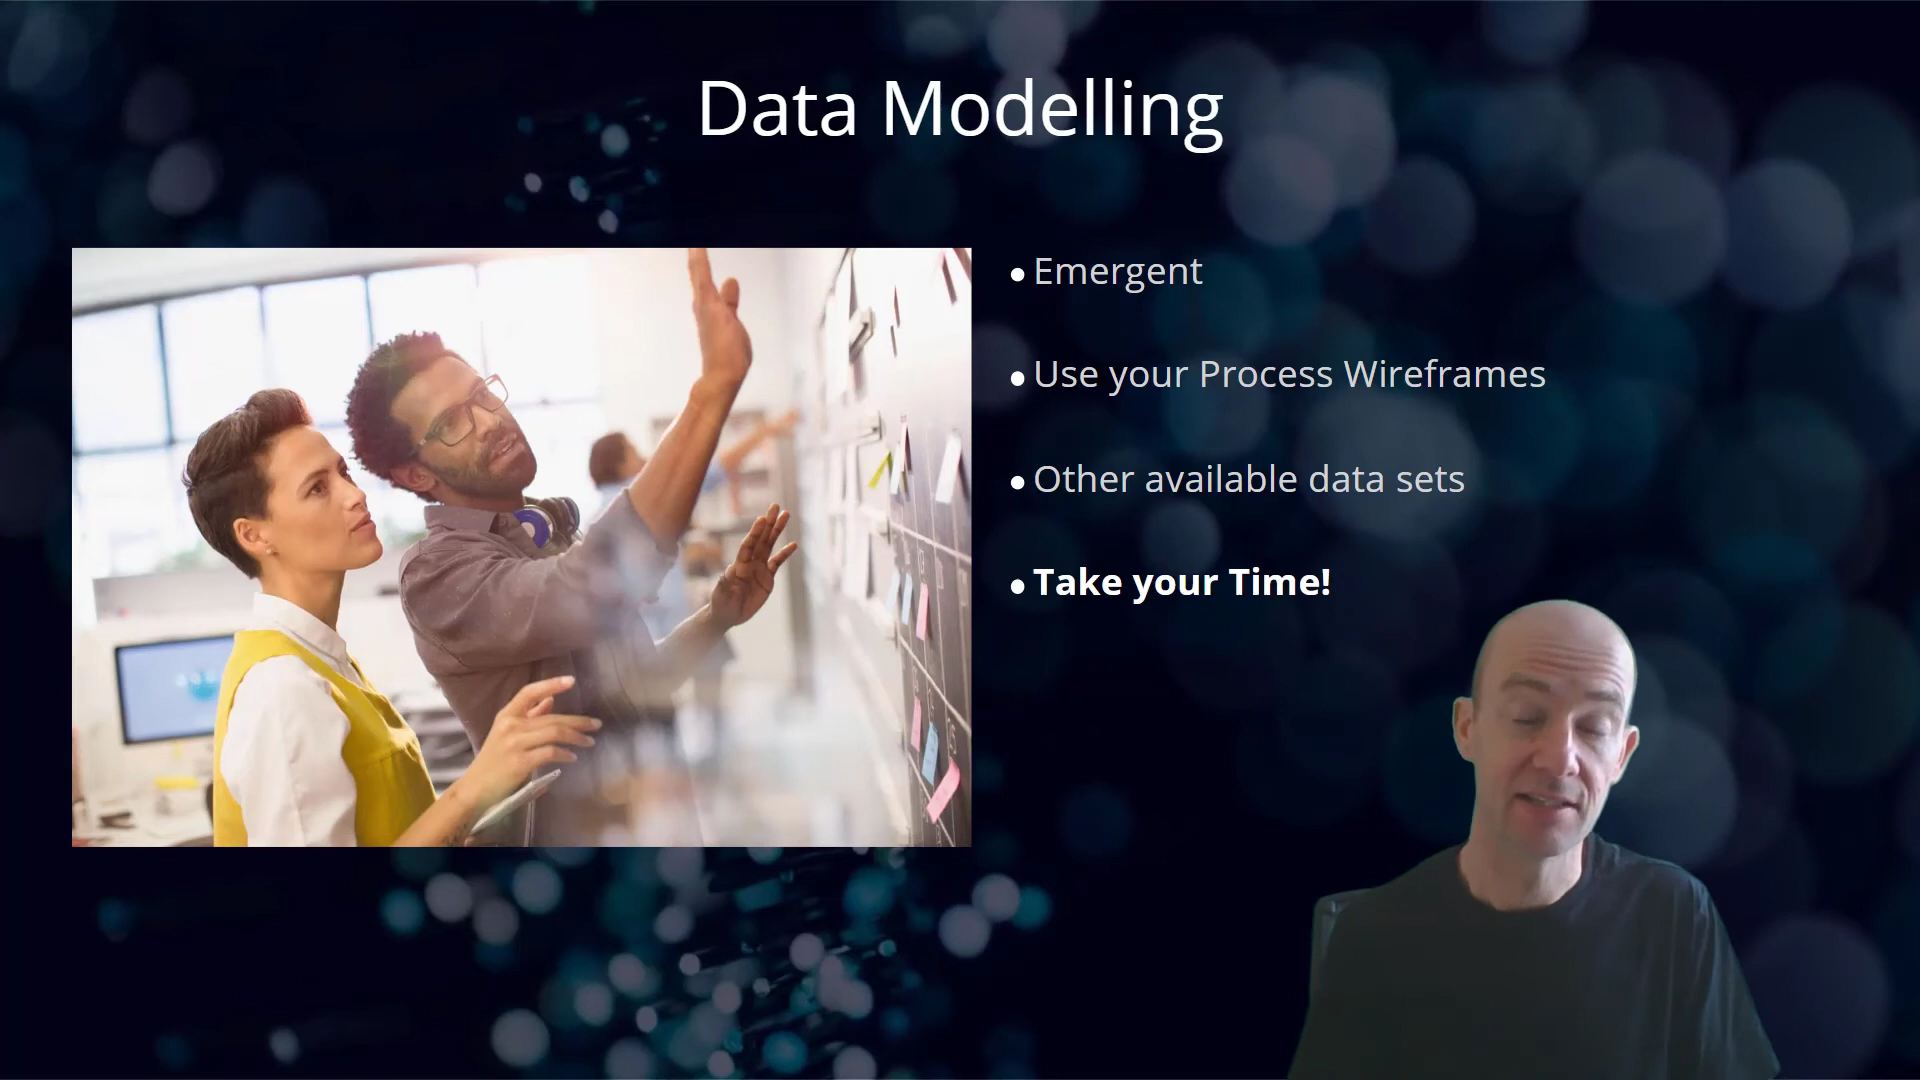 Data Modelling
Emergent
Use your Process Wireframes
Other available data sets
Take your Time!